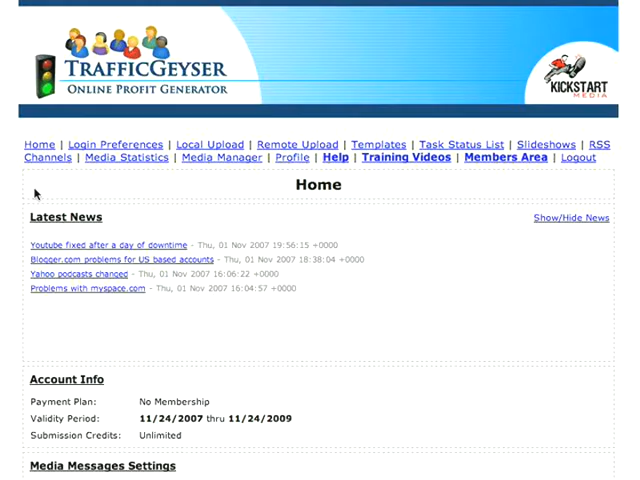 TRAFFICGEYSER
ONLINE PROFIT GENERATOR
KICKSTART
MEDIA
Home | Login Preferences | Local Upload | Remote Upload | Templates | Task Status List | Slideshows | RSS
Channels | Media Statistics | Media Manager | Profile | Help | Training Videos | Members Area | Logout
Home
Latest News Show/Hide News
Youtube fixed after a day of downtime - Thu, 01 Nov 2007 19:56:15 +0000
Blogger.com problems for US based accounts - Thu, 01 Nov 2007 18:38:04 +0000
Yahoo podcasts changed - Thu, 01 Nov 2007 16:06:22 +0000
Problems with myspace.com - Thu, 01 Nov 2007 16:04:57 +0000
Account Info
Payment Plan: No Membership
Validity Period: 11/24/2007 thru 11/24/2009
Submission Credits: Unlimited
Media Messages Settings